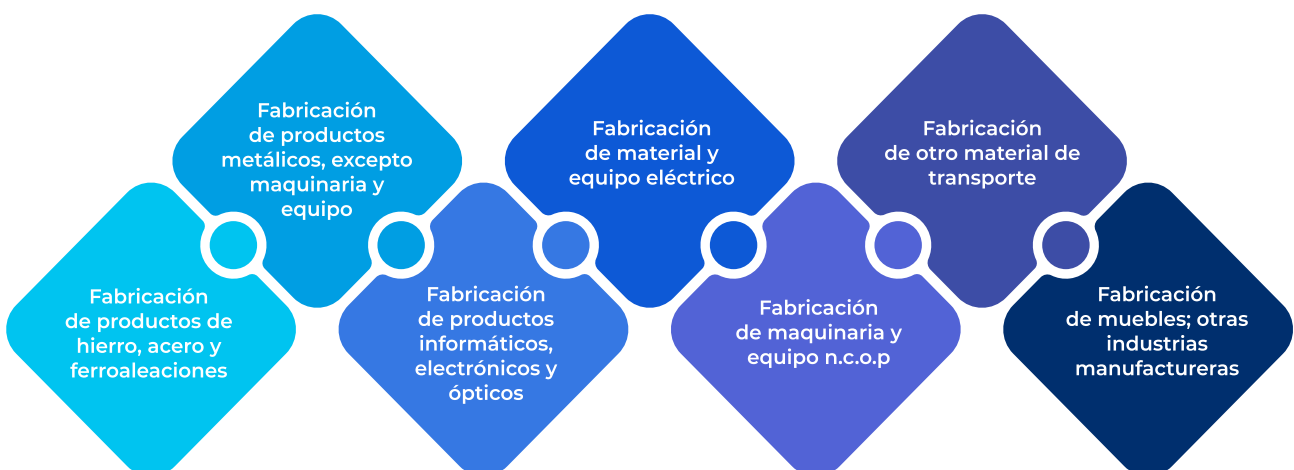 Fabricación
de productos de
hierro, acero y
ferroaleaciones
Fabricación
de productos
metálicos, excepto
maquinaria y
equipo
Fabricación
de productos
informáticos,
electrónicos y
ópticos
Fabricación
de material y
equipo eléctrico
Fabricación
de maquinaria y
equipo n.c.o.p
Fabricación
de otro material de
transporte
Fabricación
de muebles; otras
industrias
manufactureras